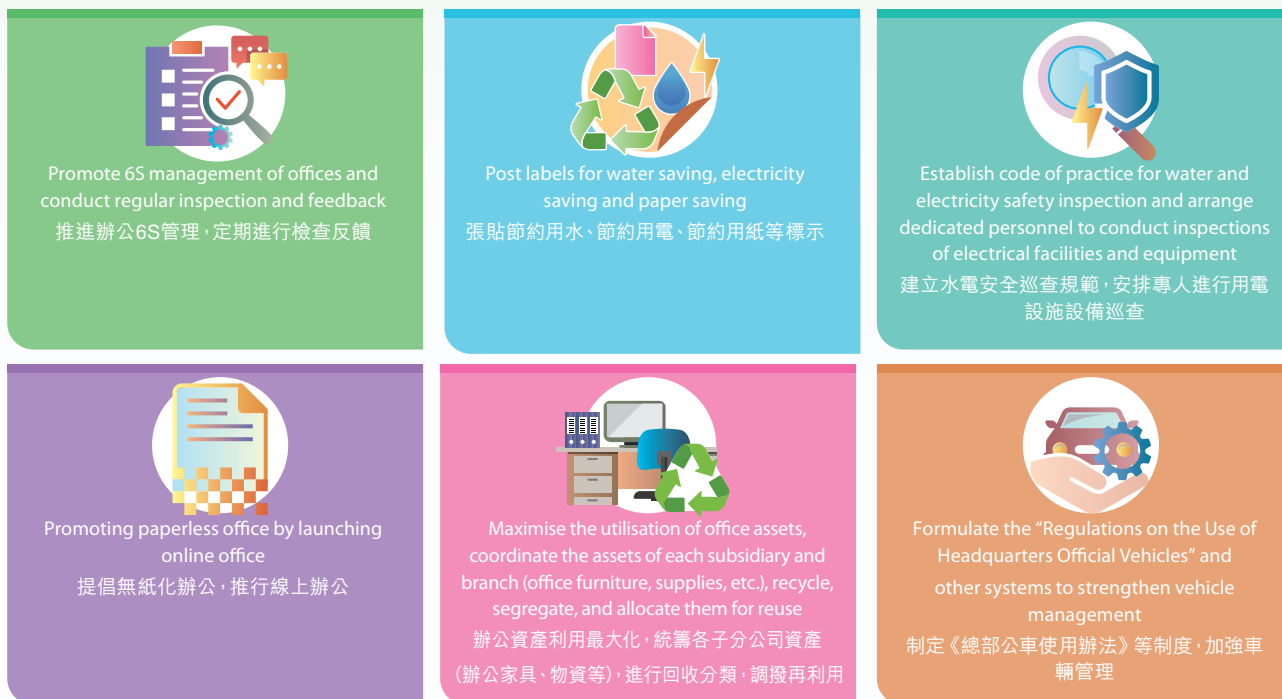 Promote 6S management of offices and
conduct regular inspection and feedback
推進辦公6S管理，定期進行檢查反饋
Post labels for water saving, electricity
saving and paper saving
張貼節約用水、節約用電、節約用紙等標示
Establish code of practice for water and
electricity safety inspection and arrange
dedicated personnel to conduct inspections
of electrical facilities and equipment
建立水電安全巡查規範，安排專人進行用電
設施設備巡查
Promoting paperless office by launching
online office
提倡無紙化辦公，推行線上辦公
Maximise the utilisation of office assets,
coordinate the assets of each subsidiary and
branch (office furniture, supplies, etc.), recycle,
segregate, and allocate them for reuse
辦公資產利用最大化，統籌各子分公司資產
（辦公家具、物資等），進行回收分類，調撥再利用
Formulate the “Regulations on the Use of
Headquarters Official Vehicles” and
other systems to strengthen vehicle
management
制定《總部公車使用辦法》等制度，加強車
輛管理